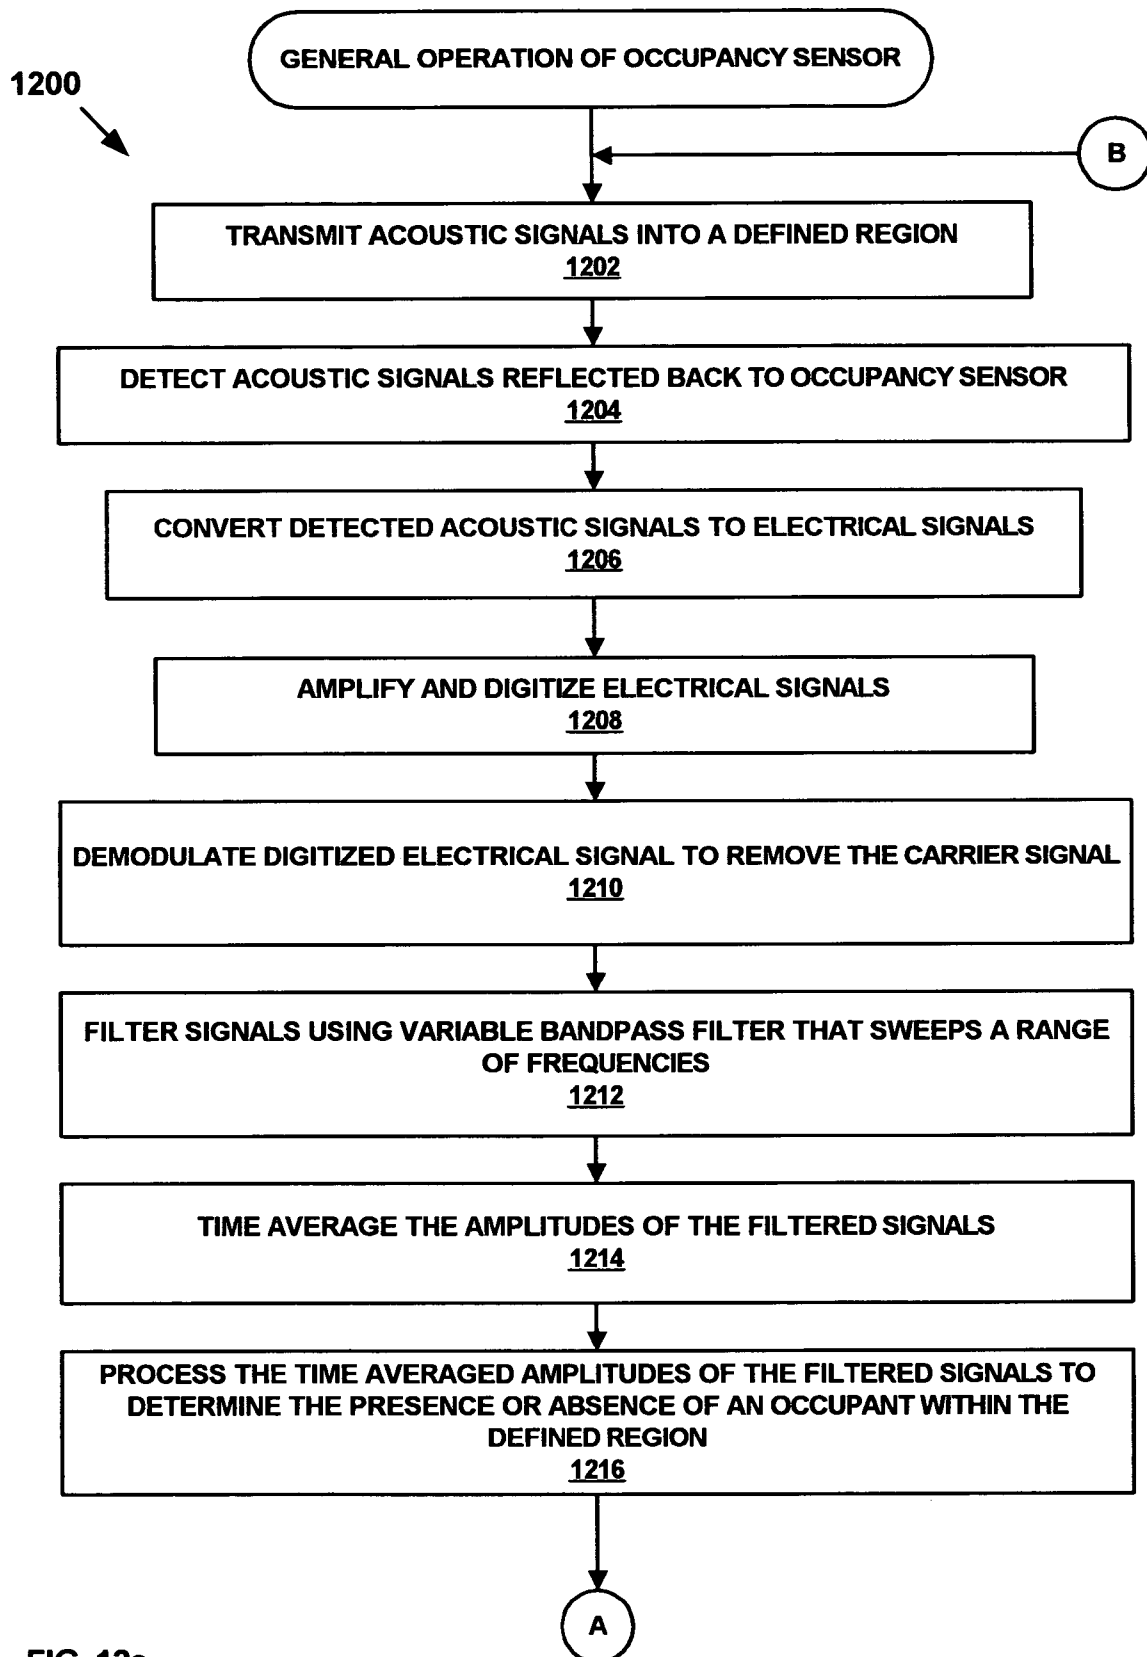 GENERAL OPERATION OF OCCUPANCY SENSOR
1200
B
TRANSMIT ACOUSTIC SIGNALS INTO A DEFINED REGION
1202
DETECT ACOUSTIC SIGNALS REFLECTED BACK TO OCCUPANCY SENSOR
1204
CONVERT DETECTED ACOUSTIC SIGNALS TO ELECTRICAL SIGNALS
1206
AMPLIFY AND DIGITIZE ELECTRICAL SIGNALS
1208
DEMODULATE DIGITIZED ELECTRICAL SIGNAL TO REMOVE THE CARRIER SIGNAL
1210
FILTER SIGNALS USING VARIABLE BANDPASS FILTER THAT SWEEPS A RANGE
OF FREQUENCIES
1212
TIME AVERAGE THE AMPLITUDES OF THE FILTERED SIGNALS
1214
PROCESS THE TIME AVERAGED AMPLITUDES OF THE FILTERED SIGNALS TO
DETERMINE THE PRESENCE OR ABSENCE OF AN OCCUPANT WITHIN THE
DEFINED REGION
1216
A